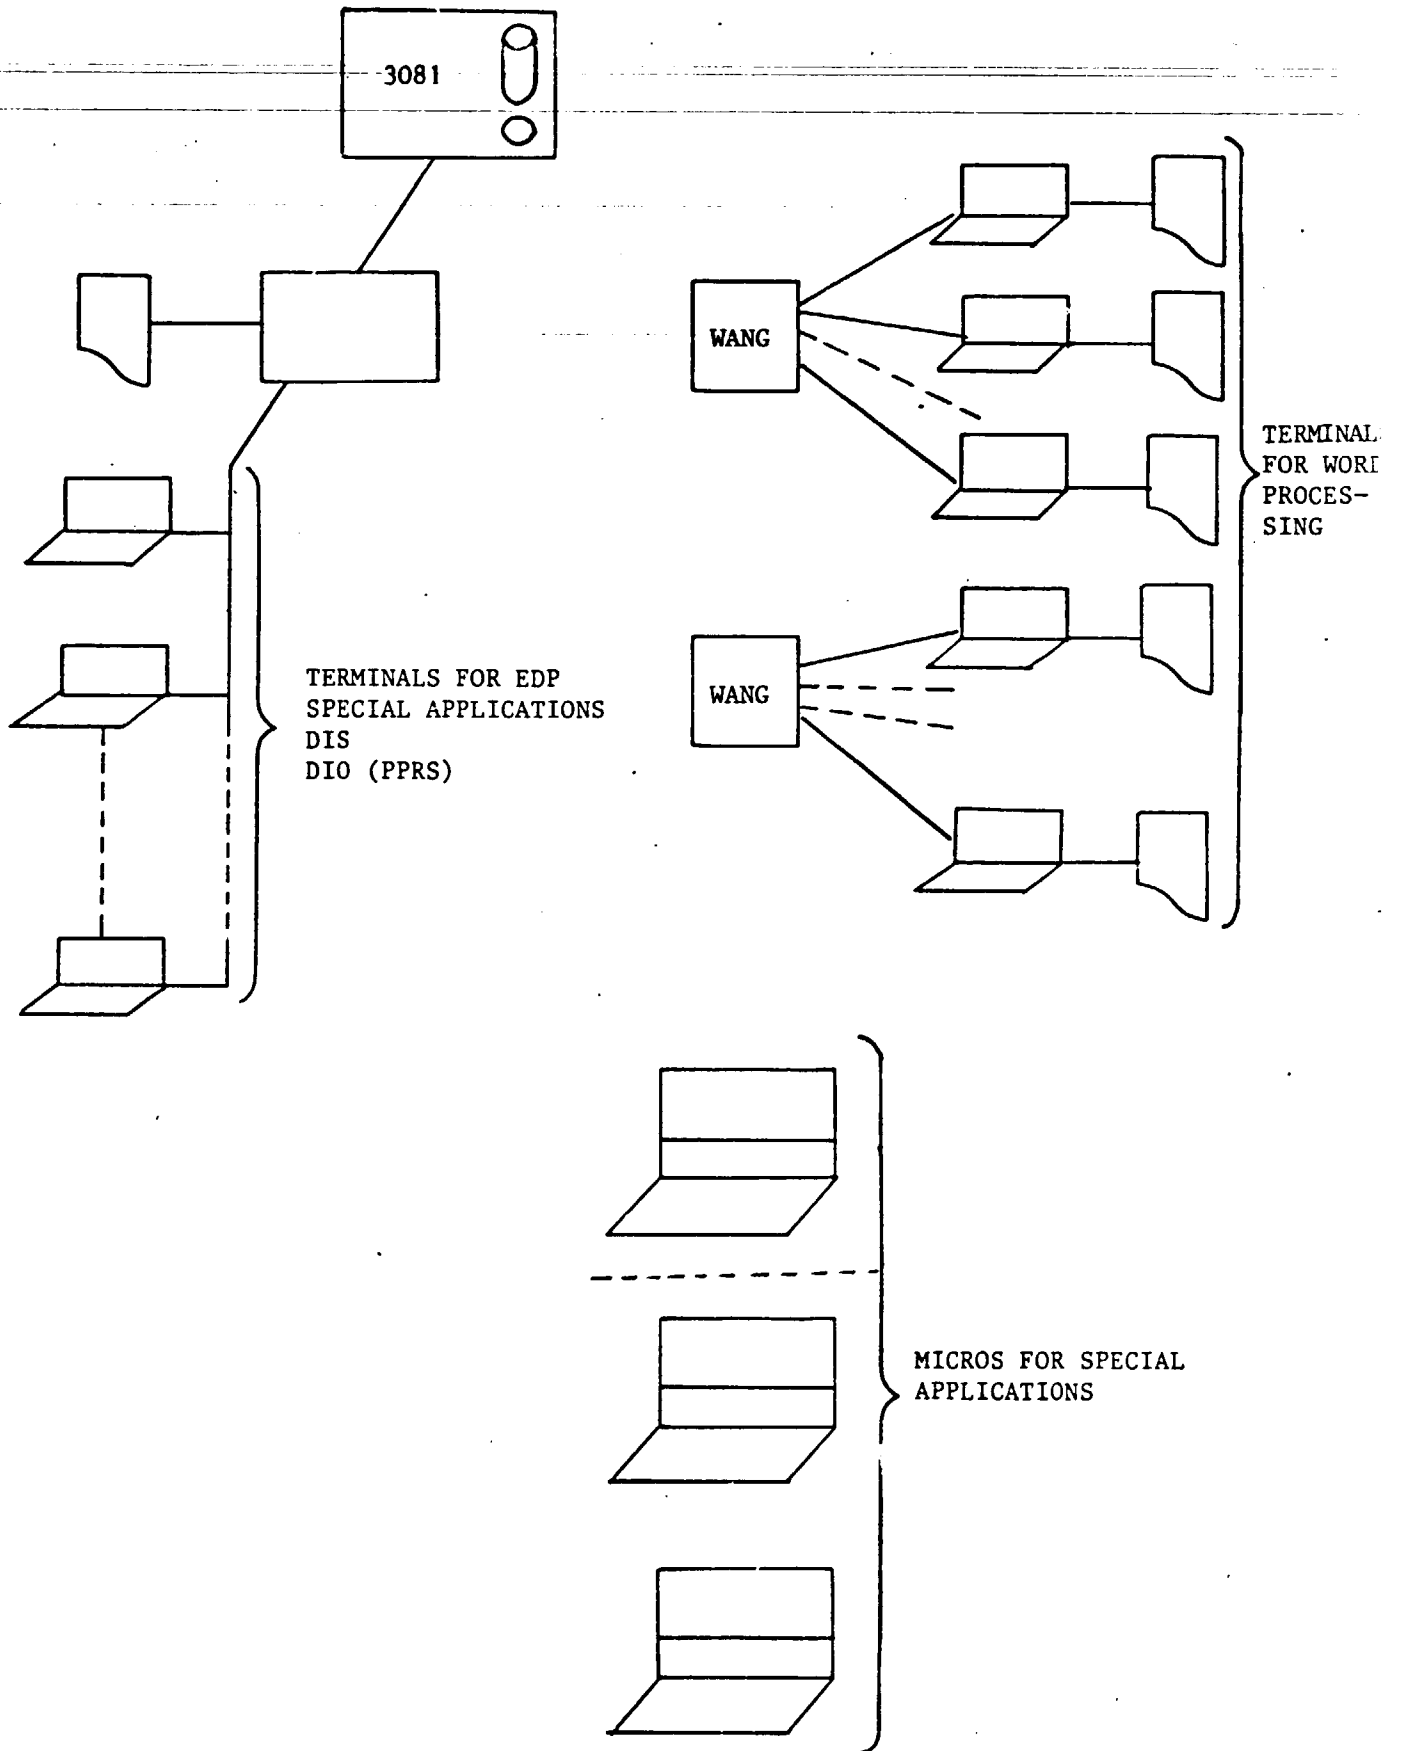 3081
WANG
TERMINAL
FOR WORD
PROCES-
SING
TERMINALS FOR EDP
SPECIAL APPLICATIONS
DIS
DIO (PPRS)
WANG
MICROS FOR SPECIAL
APPLICATIONS